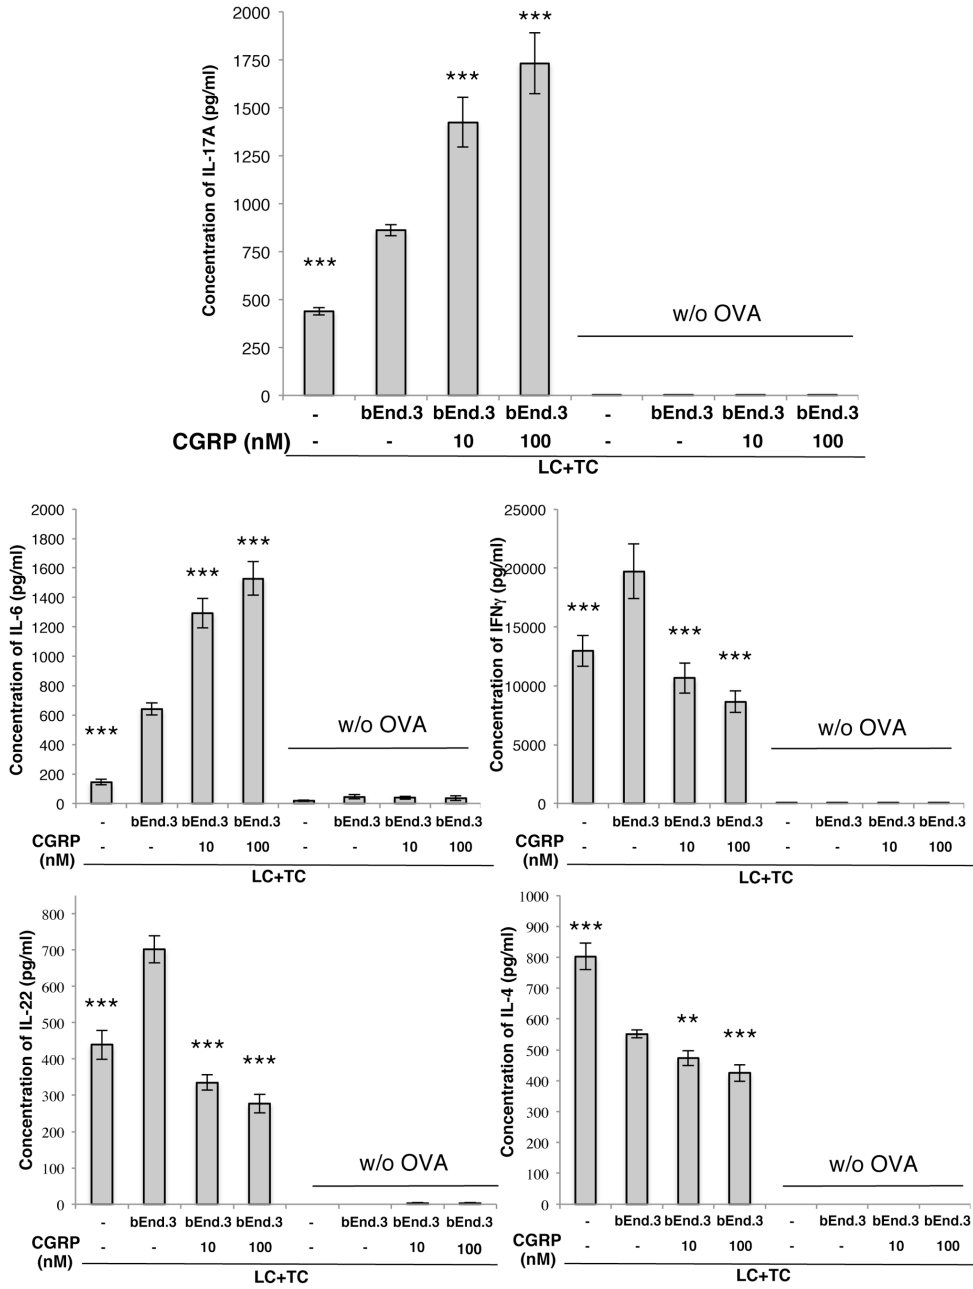 Concentration of IL-17A (pg/ml)
2000
1750
1500
1250
1000
750
500
250
0
***
***
***
w/o OVA
- bEnd.3 bEnd.3 bEnd.3 - bEnd.3 bEnd.3 bEnd.3
CGRP (nM) - - 10 100 - - 10 100
LC+TC
Concentration of IL-6 (pg/ml)
2000
1800
1600
1400
1200
1000
800
600
400
200
0
***
***
***
w/o OVA
- bEnd.3 bEnd.3 bEnd.3 - bEnd.3 bEnd.3 bEnd.3
CGRP (nM) - - 10 100 - - 10 100
LC+TC
Concentration of IFNγ (pg/ml)
25000
20000
15000
10000
5000
0
***
***
***
w/o OVA
- bEnd.3 bEnd.3 bEnd.3 - bEnd.3 bEnd.3 bEnd.3
- - 10 100 - - 10 100
LC+TC
Concentration of IL-22 (pg/ml)
800
700
600
500
400
300
200
100
0
***
***
***
w/o OVA
- bEnd.3 bEnd.3 bEnd.3 - bEnd.3 bEnd.3 bEnd.3
CGRP (nM) - - 10 100 - - 10 100
LC+TC
Concentration of IL-4 (pg/ml)
1000
900
800
700
600
500
400
300
200
100
0
***
**
***
w/o OVA
- bEnd.3 bEnd.3 bEnd.3 - bEnd.3 bEnd.3 bEnd.3
CGRP (nM) - - 10 100 - - 10 100
LC+TC